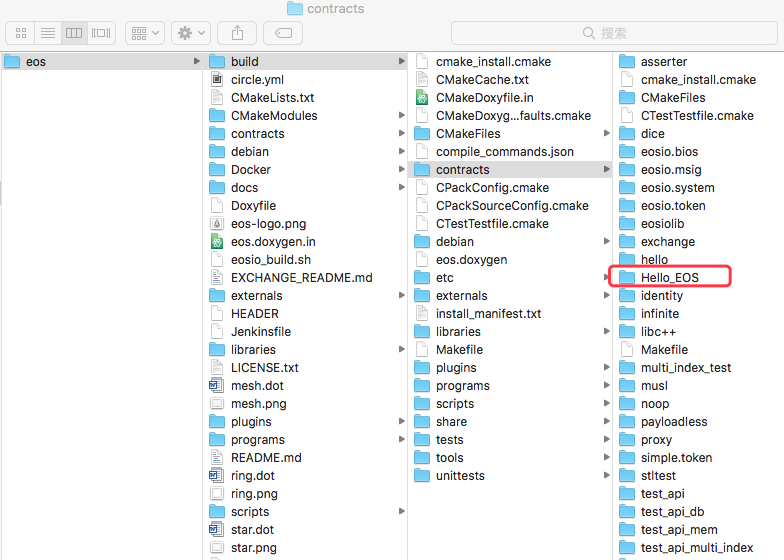 contracts
搜索
eos
build
circle.yml
CMakeLists.txt
CMakeModules
contracts
debian
Docker
docs
Doxyfile
eos-logo.png
eos.doxygen.in
eosio_build.sh
EXCHANGE_README.md
externals
HEADER
Jenkinsfile
libraries
LICENSE.txt
mesh.dot
mesh.png
plugins
programs
README.md
ring.dot
ring.png
scripts
star.dot
star.png
cmake_install.cmake
CMakeCache.txt
CMakeDoxyfile.in
CMakeDoxyg...faults.cmake
CMakeFiles
compile_commands.json
contracts
CPackConfig.cmake
CPackSourceConfig.cmake
CTestTestfile.cmake
debian
eos.doxygen
etc
externals
install_manifest.txt
libraries
Makefile
plugins
programs
scripts
share
tests
tools
unittests
asserter
cmake_install.cmake
CMakeFiles
CTestTestfile.cmake
dice
eosio.bios
eosio.msig
eosio.system
eosio.token
eosiolib
exchange
hello
Hello_EOS
identity
infinite
libc++
Makefile
multi_index_test
musl
noop
payloadless
proxy
simple.token
stltest
test_api
test_api_db
test_api_mem
test_api_multi_index